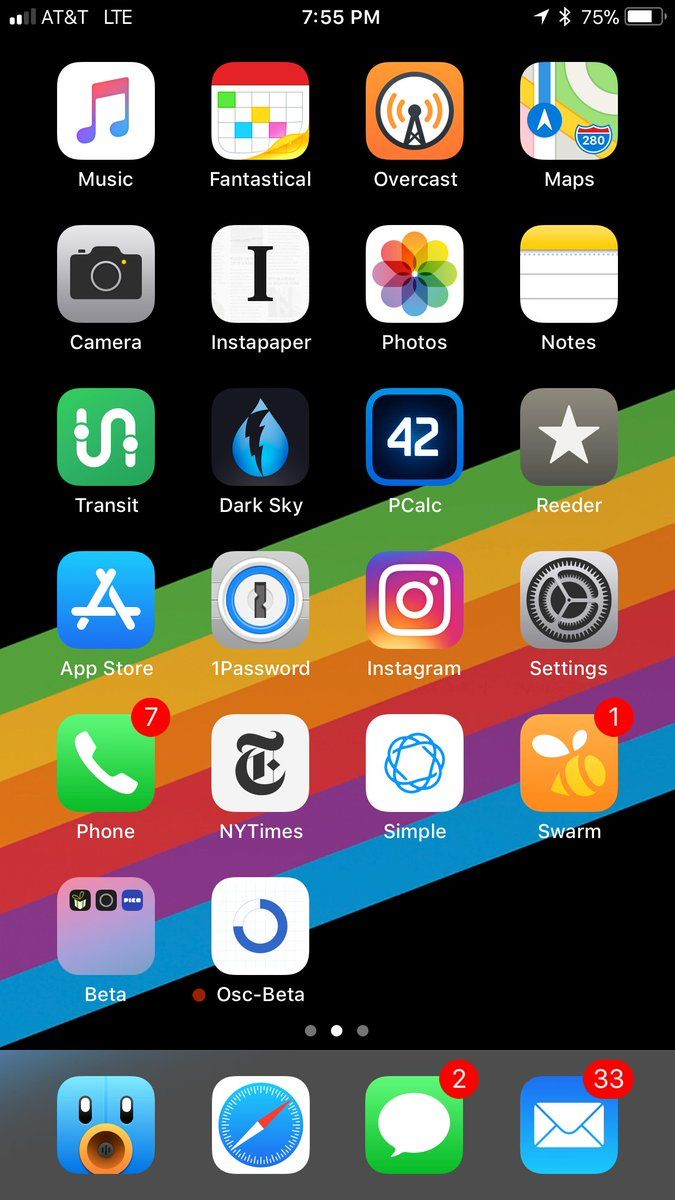 AT&T LTE 7:55 PM 75%
280
Music Fantastical Overcast Maps
I
Camera Instapaper Photos Notes
42
Transit Dark Sky PCalc Reeder
App Store 1Password Instagram Settings
7 1
T
Phone NYTimes Simple Swarm
PICO
Beta Osc-Beta
2 33